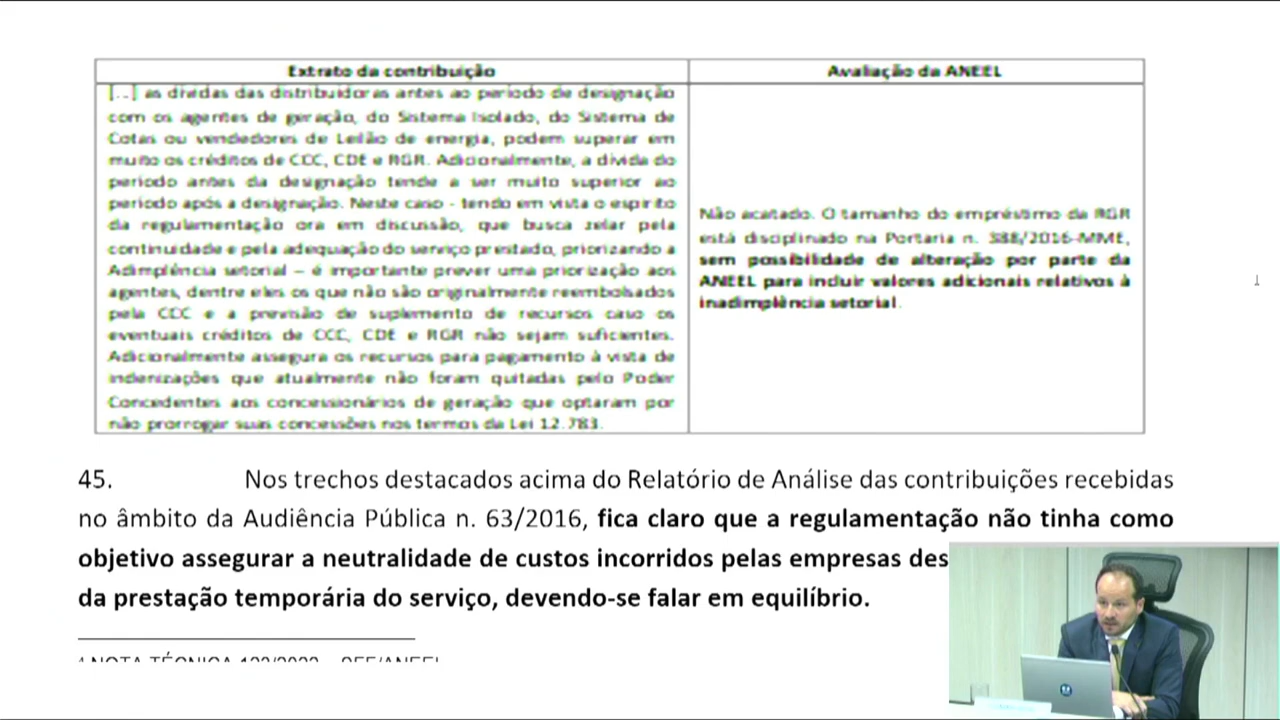 Extrato da contribuição
Avaliação da ANEEL
[...] as dívidas das distribuidoras antes ao período de designação
com os agentes de geração, do Sistema Isolado, do Sistema de
Cotas ou vendedores de Leilão de energia, podem superar em
muito os créditos de CCC, CDE e RGR. Adicionalmente, a dívida do
período antes da designação tende a ser muito superior ao
período após a designação. Neste caso - tendo em vista o espírito
da regulamentação ora em discussão, que busca zelar pela
continuidade e pela adequação do serviço prestado, priorizando a
Adimplência setorial – é importante prever uma priorização aos
agentes, dentre eles os que não são originalmente reembolsados
pela CCC e a previsão de suplemento de recursos caso os
eventuais créditos de CCC, CDE e RGR não sejam suficientes.
Adicionalmente assegura os recursos para pagamento à vista de
indenizações que atualmente não foram quitadas pelo Poder
Concedentes aos concessionários de geração que optaram por
não prorrogar suas concessões nos termos da Lei 12.783.
Não acatado. O tamanho do empréstimo da RGR
está disciplinado na Portaria n. 388/2016-MME,
sem possibilidade de alteração por parte da
ANEEL para incluir valores adicionais relativos à
inadimplência setorial.
45. Nos trechos destacados acima do Relatório de Análise das contribuições recebidas
no âmbito da Audiência Pública n. 63/2016, fica claro que a regulamentação não tinha como
objetivo assegurar a neutralidade de custos incorridos pelas empresas des
da prestação temporária do serviço, devendo-se falar em equilíbrio.